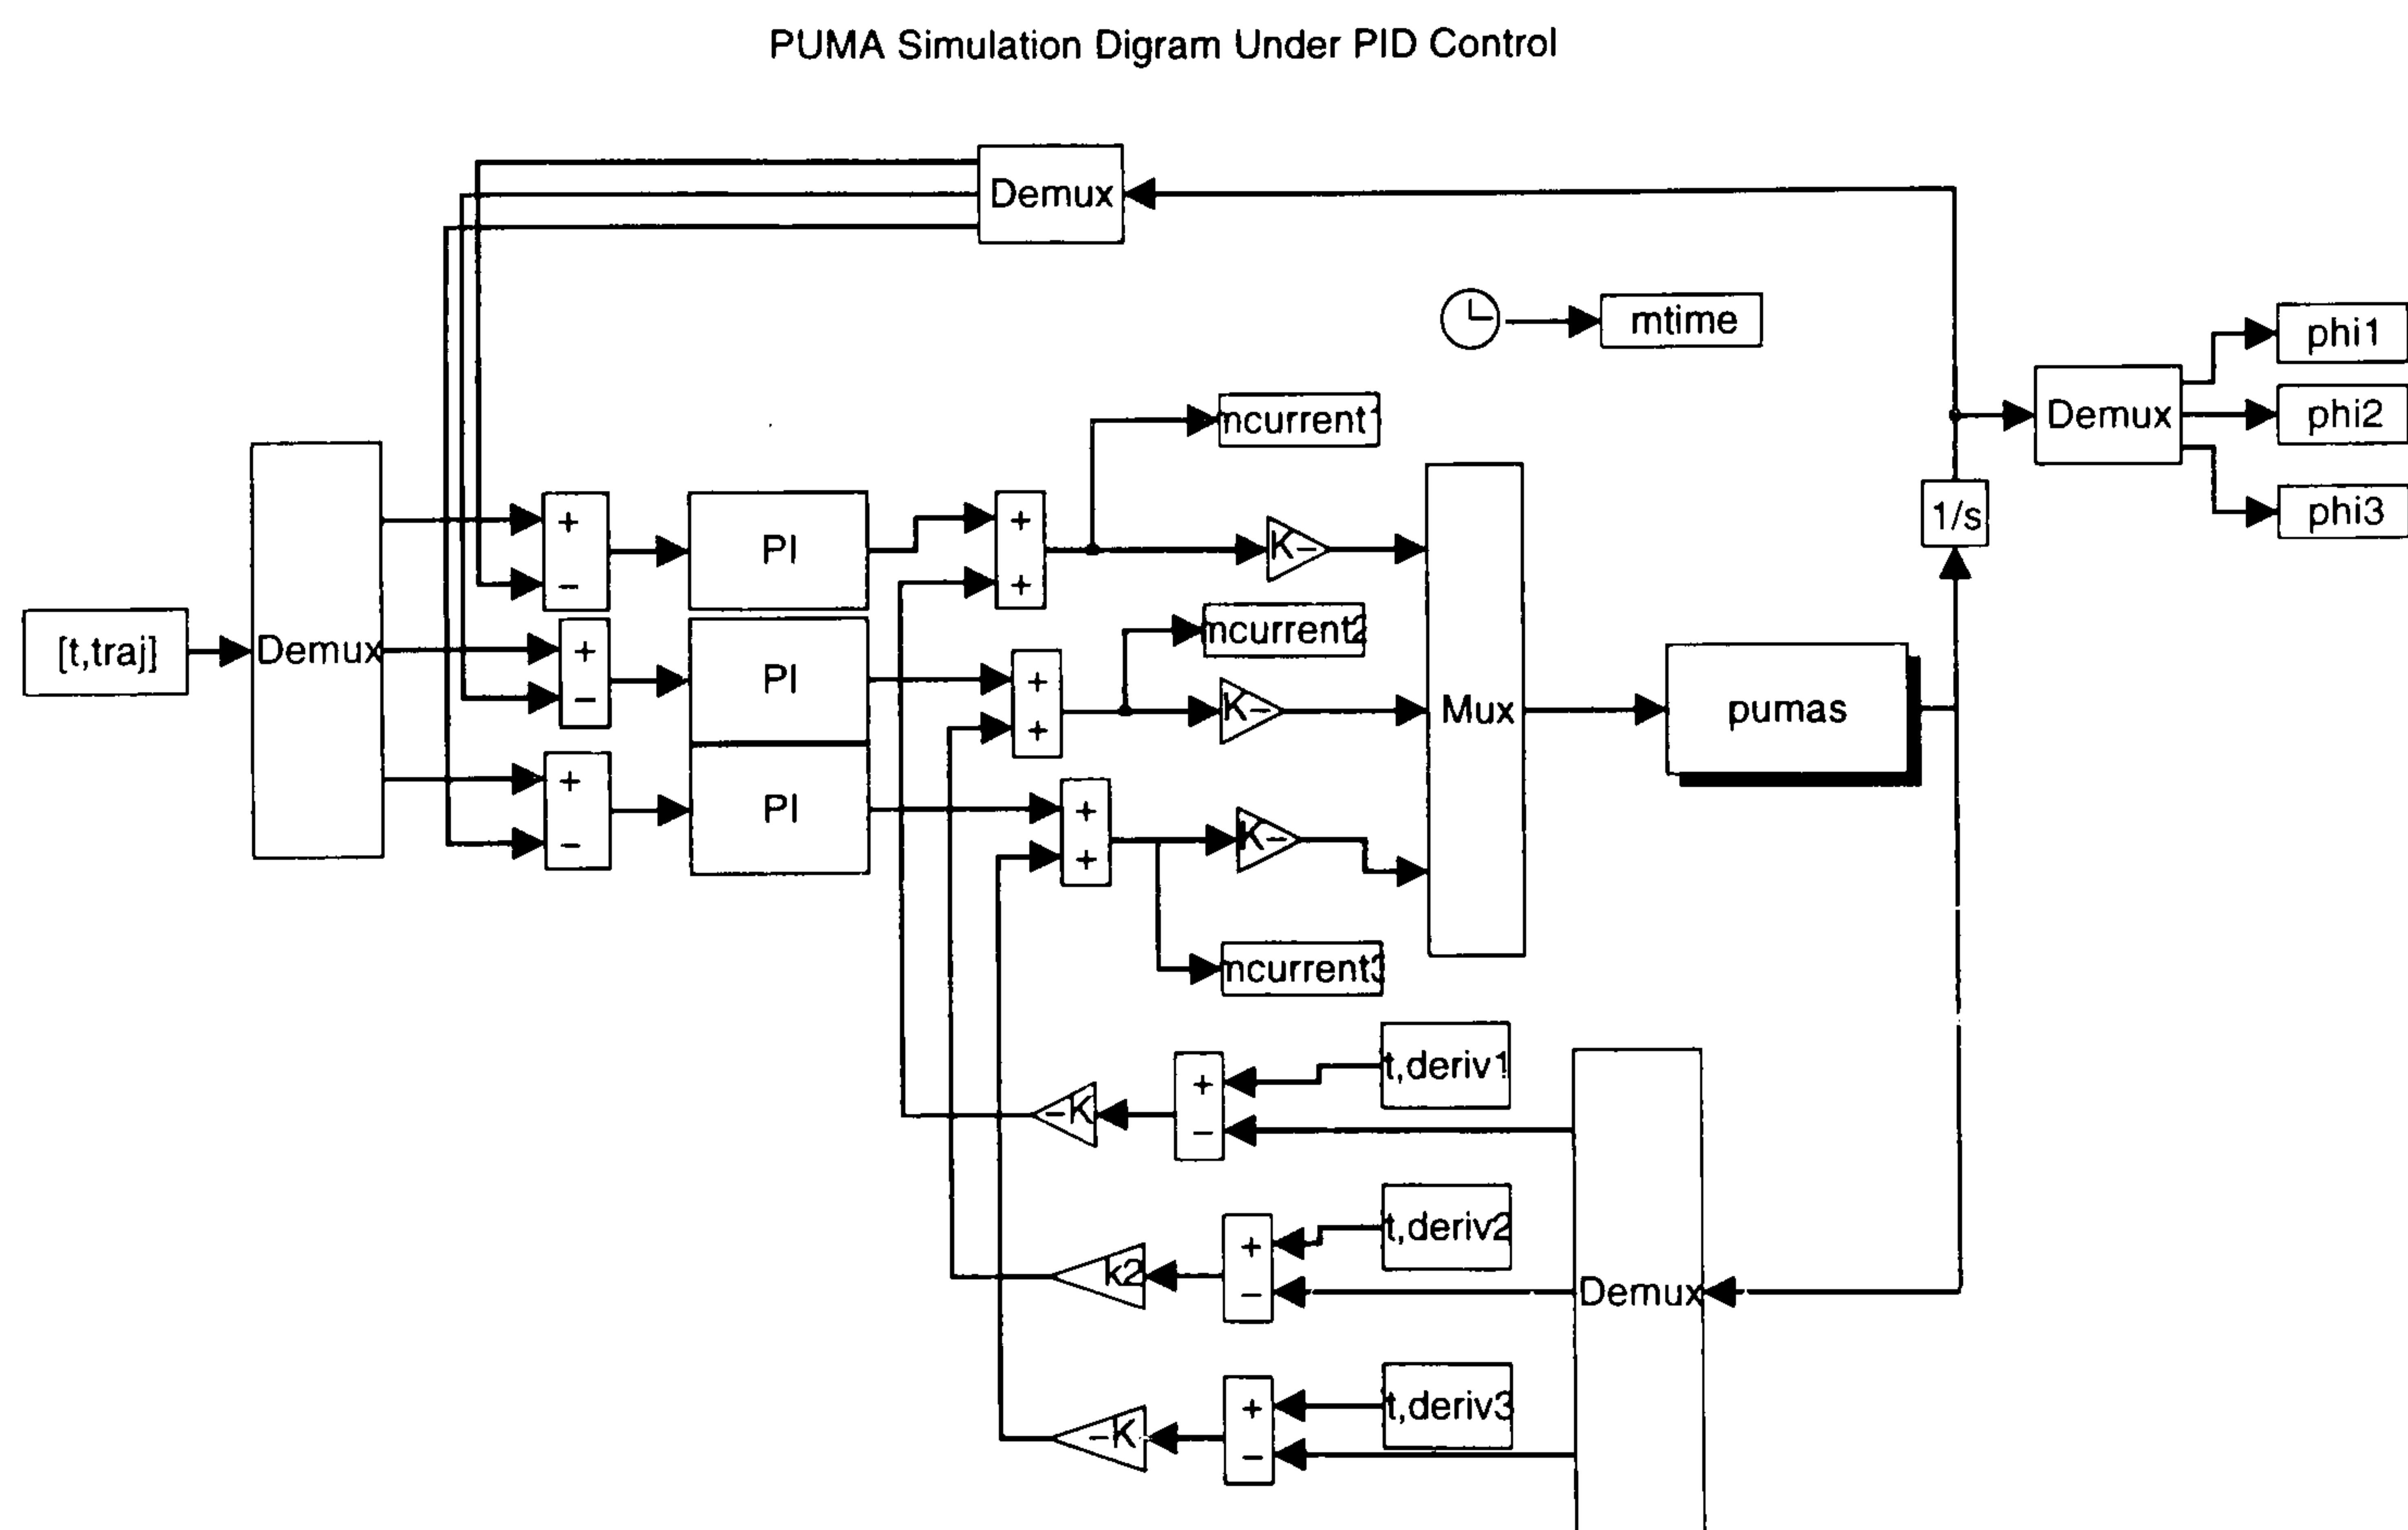 PUMA Simulation Digram Under PID Control
Demux
mtime
phi1
Demux
phi2
phi3
1/s
ncurrent1
ncurrent2
ncurrent3
[t,traj]
Demux
+
−
+
−
+
−
PI
PI
PI
+
+
+
+
+
+
K−
K−
K−
Mux
pumas
t,deriv1
+
−
−K
t,deriv2
+
−
k2
Demux
t,deriv3
+
−
−K